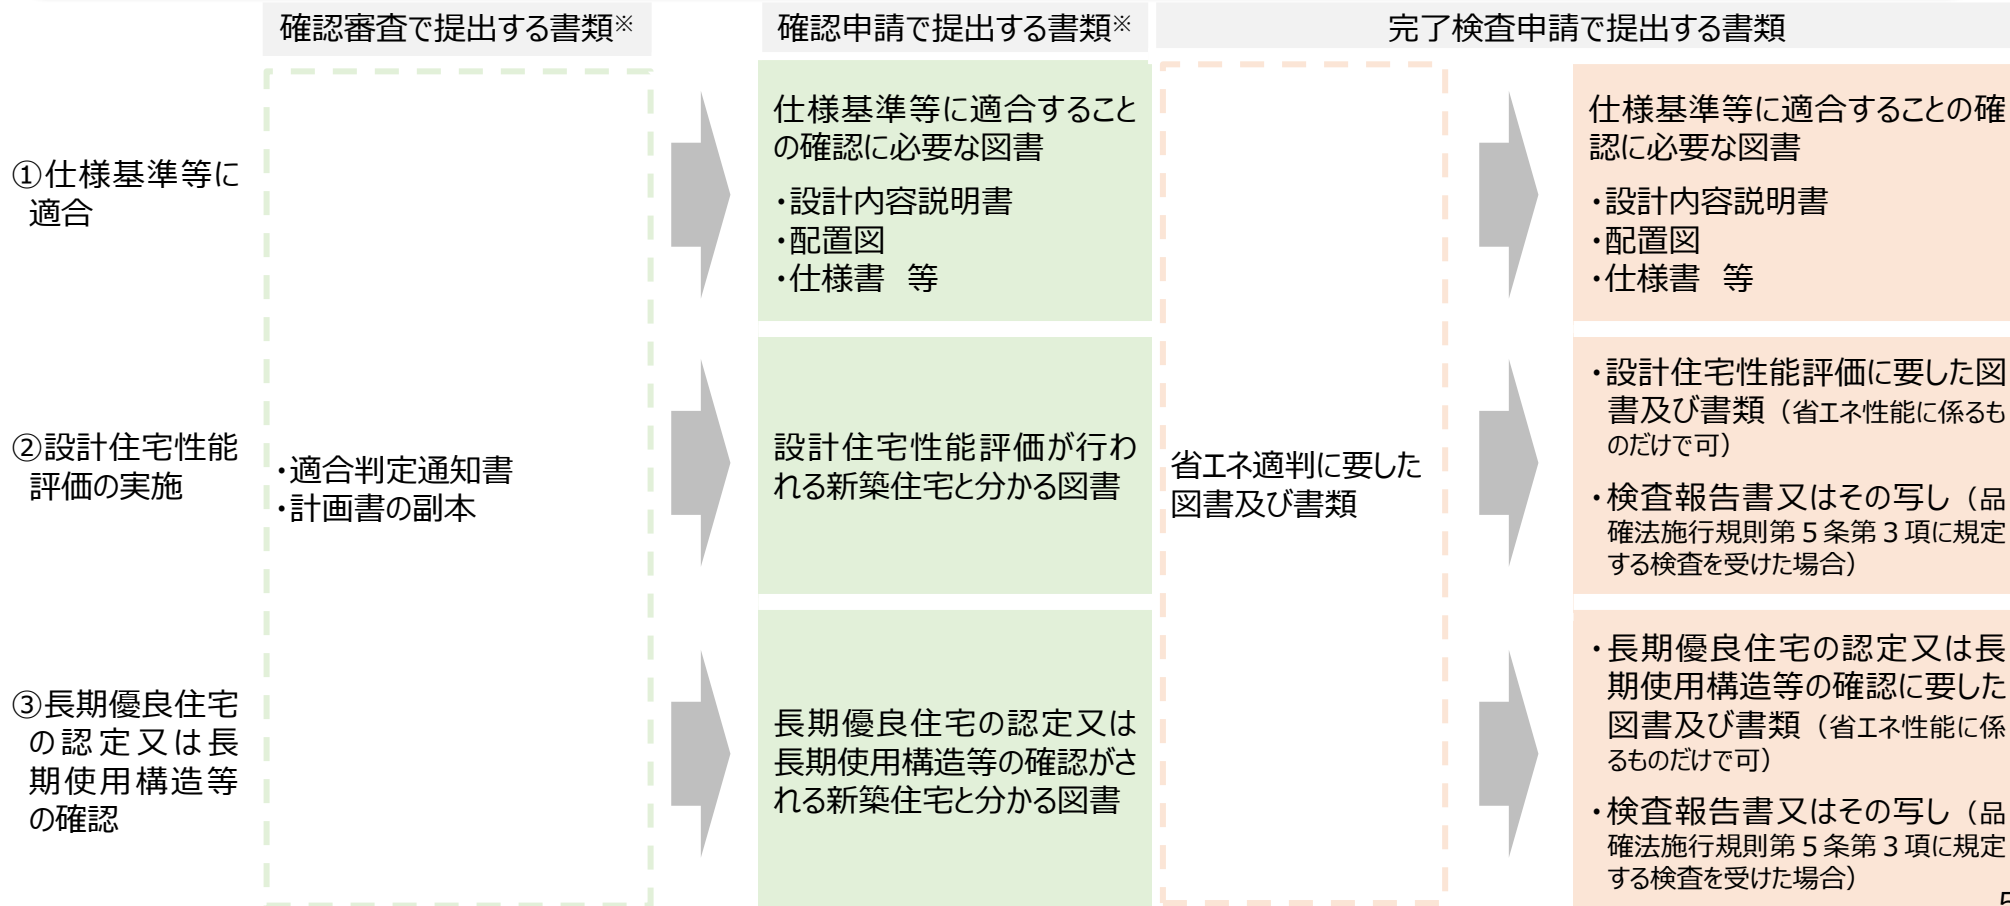 確認審査で提出する書類※
確認申請で提出する書類※
完了検査申請で提出する書類
①仕様基準等に
適合
②設計住宅性能
評価の実施
③長期優良住宅
の認定又は長
期使用構造等
の確認
・適合判定通知書
・計画書の副本
仕様基準等に適合すること
の確認に必要な図書
・設計内容説明書
・配置図
・仕様書 等
設計住宅性能評価が行わ
れる新築住宅と分かる図書
長期優良住宅の認定又は
長期使用構造等の確認がさ
れる新築住宅と分かる図書
省エネ適判に要した
図書及び書類
仕様基準等に適合することの確
認に必要な図書
・設計内容説明書
・配置図
・仕様書 等
・設計住宅性能評価に要した図
書及び書類（省エネ性能に係るも
のだけで可）
・検査報告書又はその写し（品
確法施行規則第５条第３項に規定
する検査を受けた場合）
・長期優良住宅の認定又は長
期使用構造等の確認に要した
図書及び書類（省エネ性能に係
るものだけで可）
・検査報告書又はその写し（品
確法施行規則第５条第３項に規定
する検査を受けた場合）